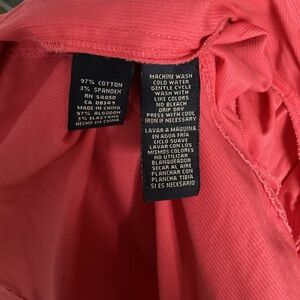 97% COTTON
3% SPANDEX
RN 54050
CA 08349
MADE IN CHINA
97% ALGODON
3% ELASTANO
HECHO EN CHINA
MACHINE WASH
COLD WATER
GENTLE CYCLE
WASH WITH
LIKE COLORS
NO BLEACH
DRIP DRY
PRESS WITH COOL
IRON IF NECESSARY
LAVAR A MAQUINA
EN AGUA FRIA
CICLO SUAVE
LAVAR CON LOS
MISMOS COLORES
NO UTILIZAR
BLANQUEADOR
SECAR AL AIRE
PLANCHAR CON
PLANCHA TIBIA
SI ES NECESARIO